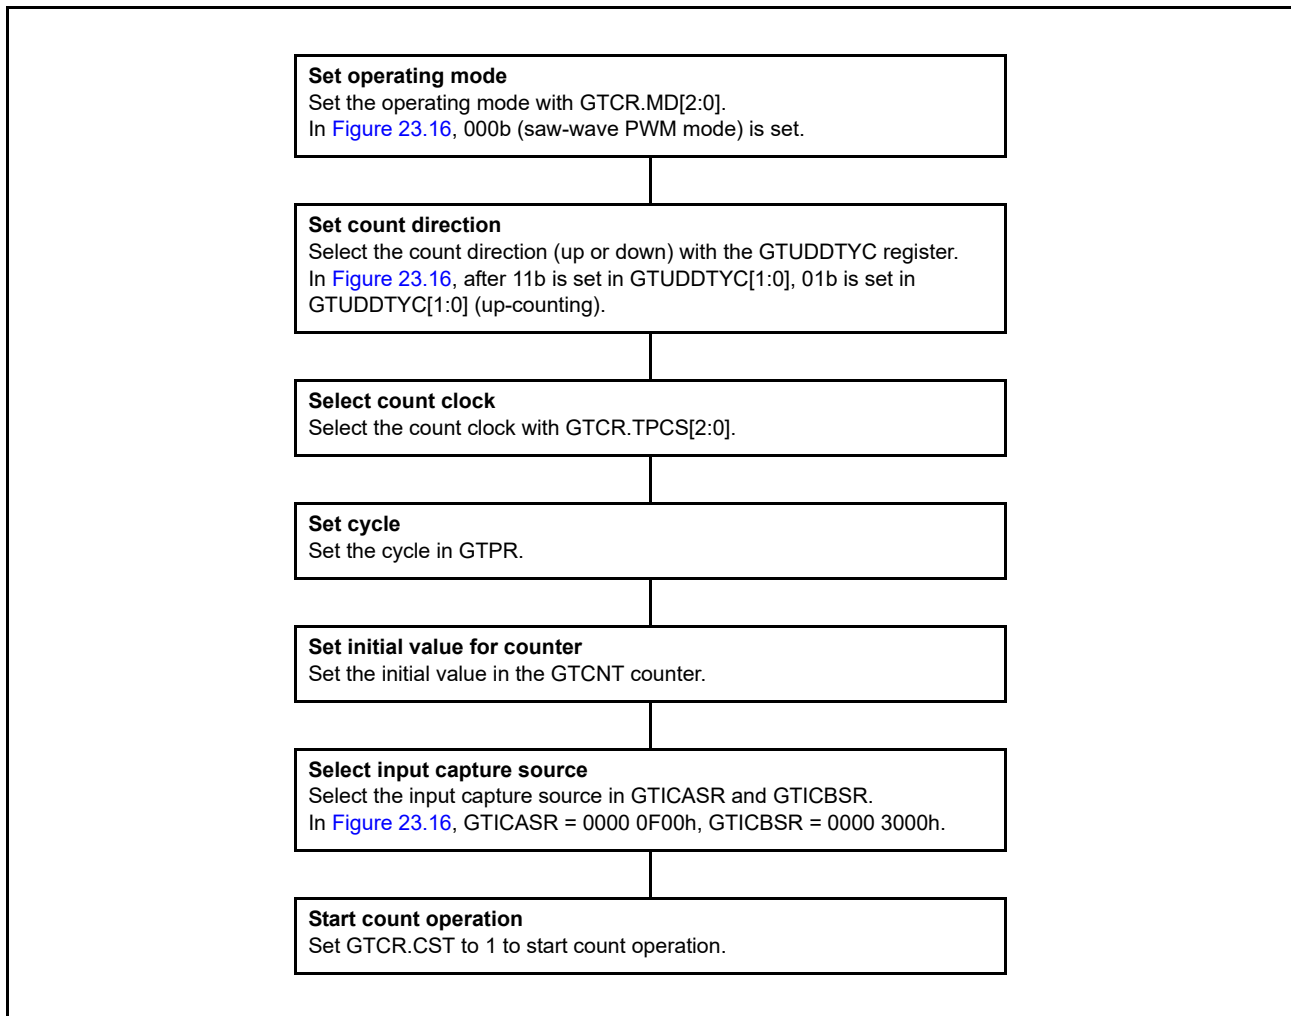 Set operating mode
Set the operating mode with GTCR.MD[2:0].
In Figure 23.16, 000b (saw-wave PWM mode) is set.
Set count direction
Select the count direction (up or down) with the GTUDDTYC register.
In Figure 23.16, after 11b is set in GTUDDTYC[1:0], 01b is set in
GTUDDTYC[1:0] (up-counting).
Select count clock
Select the count clock with GTCR.TPCS[2:0].
Set cycle
Set the cycle in GTPR.
Set initial value for counter
Set the initial value in the GTCNT counter.
Select input capture source
Select the input capture source in GTICASR and GTICBSR.
In Figure 23.16, GTICASR = 0000 0F00h, GTICBSR = 0000 3000h.
Start count operation
Set GTCR.CST to 1 to start count operation.